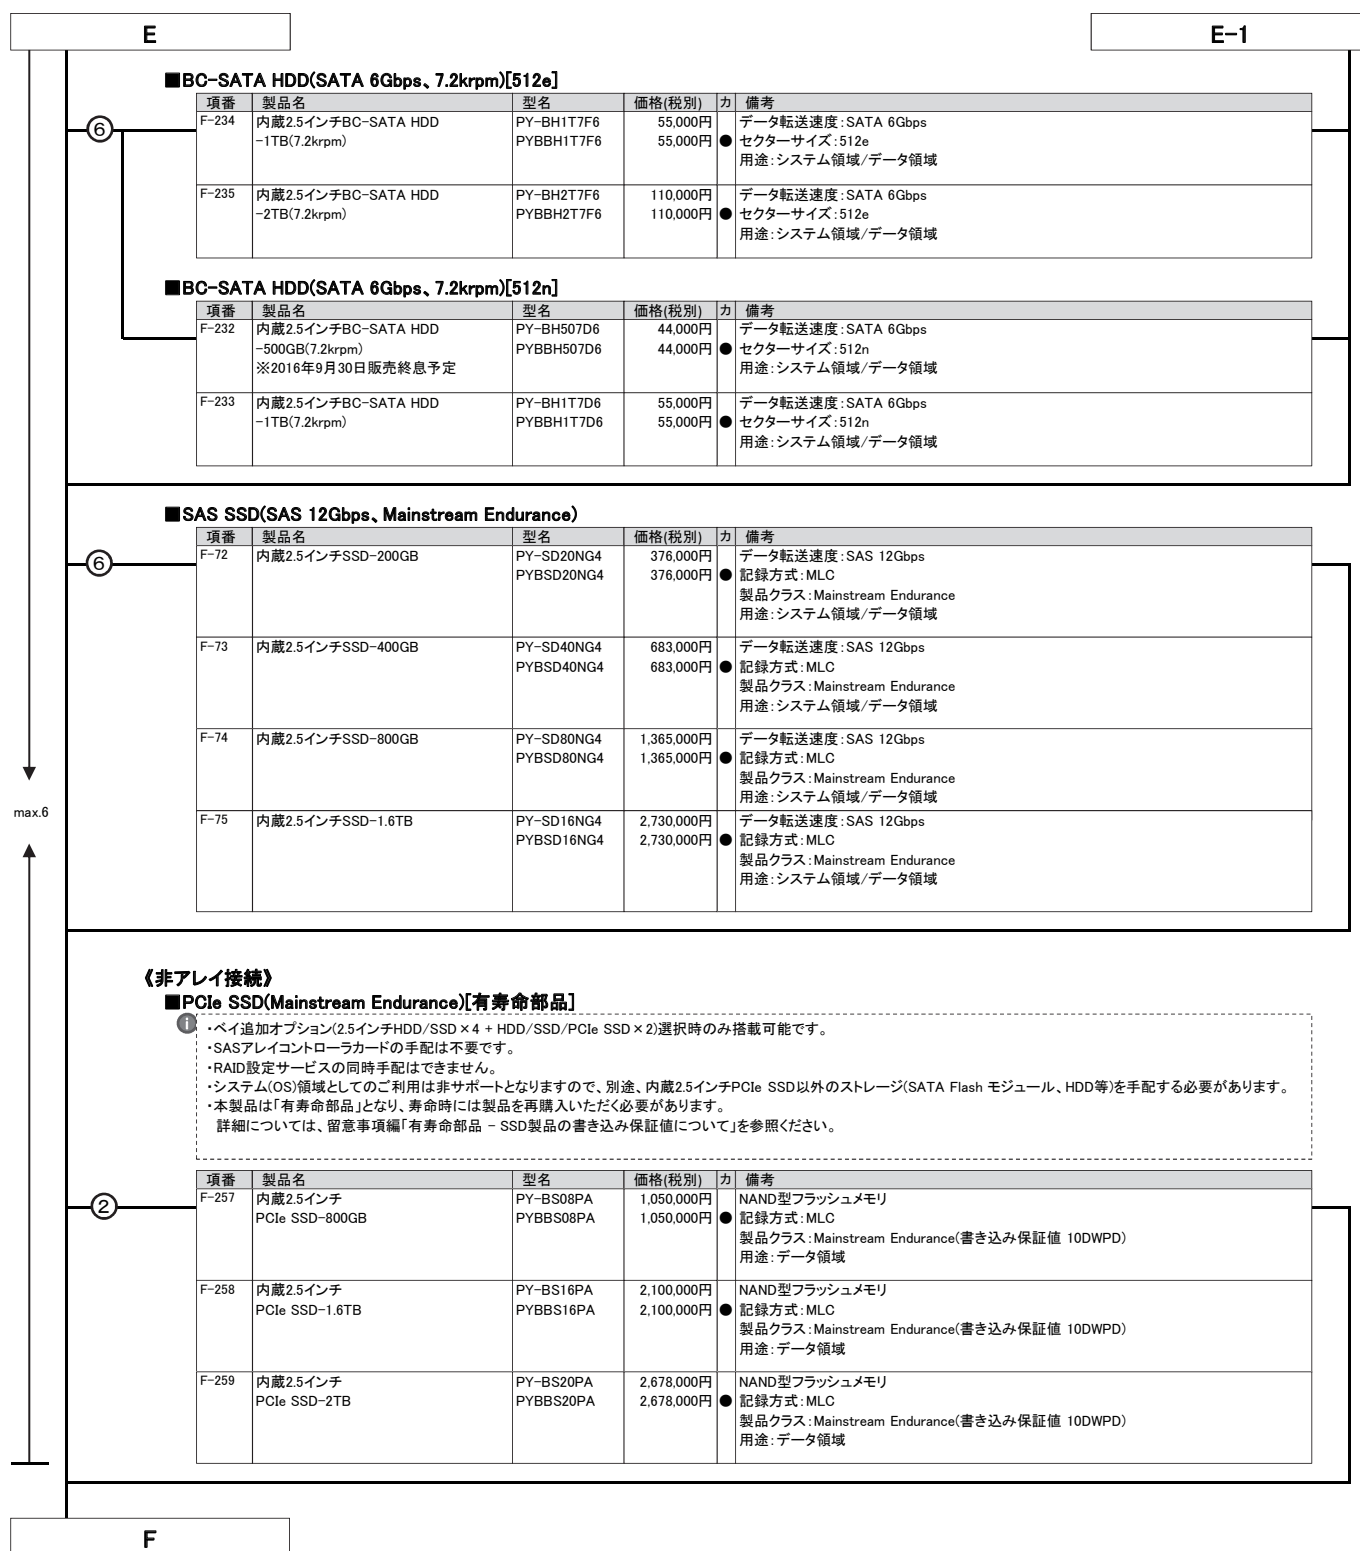 E
E-1
■BC-SATA HDD(SATA 6Gbps、7.2krpm)[512e]
項番 製品名 型名 価格(税別) カ 備考
⑥
F-234 内蔵2.5インチBC-SATA HDD PY-BH1T7F6 55,000円 データ転送速度:SATA 6Gbps
-1TB(7.2krpm) PYBBH1T7F6 55,000円 ● セクターサイズ:512e
用途:システム領域/データ領域
F-235 内蔵2.5インチBC-SATA HDD PY-BH2T7F6 110,000円 データ転送速度:SATA 6Gbps
-2TB(7.2krpm) PYBBH2T7F6 110,000円 ● セクターサイズ:512e
用途:システム領域/データ領域
■BC-SATA HDD(SATA 6Gbps、7.2krpm)[512n]
項番 製品名 型名 価格(税別) カ 備考
F-232 内蔵2.5インチBC-SATA HDD PY-BH507D6 44,000円 データ転送速度:SATA 6Gbps
-500GB(7.2krpm) PYBBH507D6 44,000円 ● セクターサイズ:512n
※2016年9月30日販売終息予定 用途:システム領域/データ領域
F-233 内蔵2.5インチBC-SATA HDD PY-BH1T7D6 55,000円 データ転送速度:SATA 6Gbps
-1TB(7.2krpm) PYBBH1T7D6 55,000円 ● セクターサイズ:512n
用途:システム領域/データ領域
■SAS SSD(SAS 12Gbps、Mainstream Endurance)
項番 製品名 型名 価格(税別) カ 備考
⑥
F-72 内蔵2.5インチSSD-200GB PY-SD20NG4 376,000円 データ転送速度:SAS 12Gbps
PYBSD20NG4 376,000円 ● 記録方式:MLC
製品クラス:Mainstream Endurance
用途:システム領域/データ領域
F-73 内蔵2.5インチSSD-400GB PY-SD40NG4 683,000円 データ転送速度:SAS 12Gbps
PYBSD40NG4 683,000円 ● 記録方式:MLC
製品クラス:Mainstream Endurance
用途:システム領域/データ領域
F-74 内蔵2.5インチSSD-800GB PY-SD80NG4 1,365,000円 データ転送速度:SAS 12Gbps
PYBSD80NG4 1,365,000円 ● 記録方式:MLC
製品クラス:Mainstream Endurance
用途:システム領域/データ領域
max.6
F-75 内蔵2.5インチSSD-1.6TB PY-SD16NG4 2,730,000円 データ転送速度:SAS 12Gbps
PYBSD16NG4 2,730,000円 ● 記録方式:MLC
製品クラス:Mainstream Endurance
用途:システム領域/データ領域
《非アレイ接続》
■PCIe SSD(Mainstream Endurance)[有寿命部品]
i
・ベイ追加オプション(2.5インチHDD/SSD×4 + HDD/SSD/PCIe SSD×2)選択時のみ搭載可能です。
・SASアレイコントローラカードの手配は不要です。
・RAID設定サービスの同時手配はできません。
・システム(OS)領域としてのご利用は非サポートとなりますので、別途、内蔵2.5インチPCIe SSD以外のストレージ(SATA Flash モジュール、HDD等)を手配する必要があります。
・本製品は「有寿命部品」となり、寿命時には製品を再購入いただく必要があります。
詳細については、留意事項編「有寿命部品 - SSD製品の書き込み保証値について」を参照ください。
項番 製品名 型名 価格(税別) カ 備考
②
F-257 内蔵2.5インチ PY-BS08PA 1,050,000円 NAND型フラッシュメモリ
PCIe SSD-800GB PYBBS08PA 1,050,000円 ● 記録方式:MLC
製品クラス:Mainstream Endurance(書き込み保証値 10DWPD)
用途:データ領域
F-258 内蔵2.5インチ PY-BS16PA 2,100,000円 NAND型フラッシュメモリ
PCIe SSD-1.6TB PYBBS16PA 2,100,000円 ● 記録方式:MLC
製品クラス:Mainstream Endurance(書き込み保証値 10DWPD)
用途:データ領域
F-259 内蔵2.5インチ PY-BS20PA 2,678,000円 NAND型フラッシュメモリ
PCIe SSD-2TB PYBBS20PA 2,678,000円 ● 記録方式:MLC
製品クラス:Mainstream Endurance(書き込み保証値 10DWPD)
用途:データ領域
F